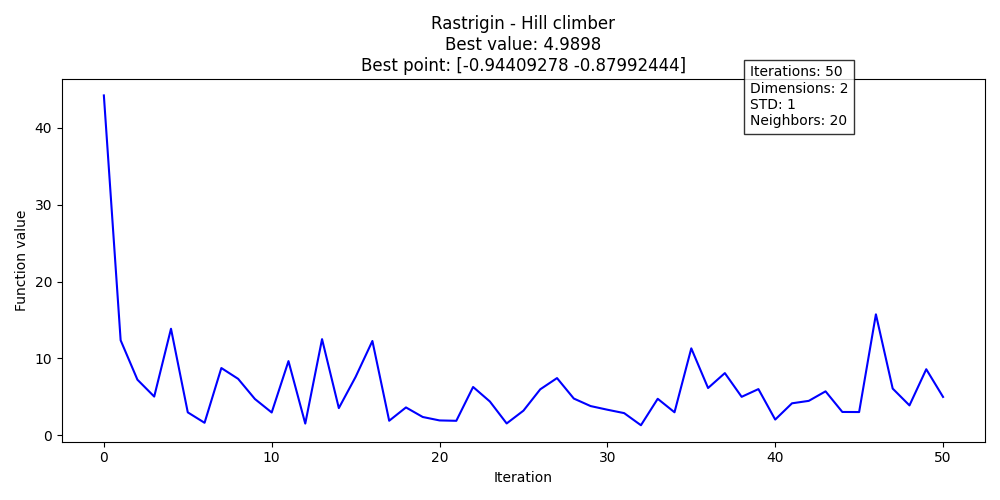 Rastrigin - Hill climber
Best value: 4.9898
Best point: [-0.94409278 -0.87992444]
Iterations: 50
Dimensions: 2
STD: 1
Neighbors: 20
Function value
40
30
20
10
0
0 10 20 30 40 50
Iteration